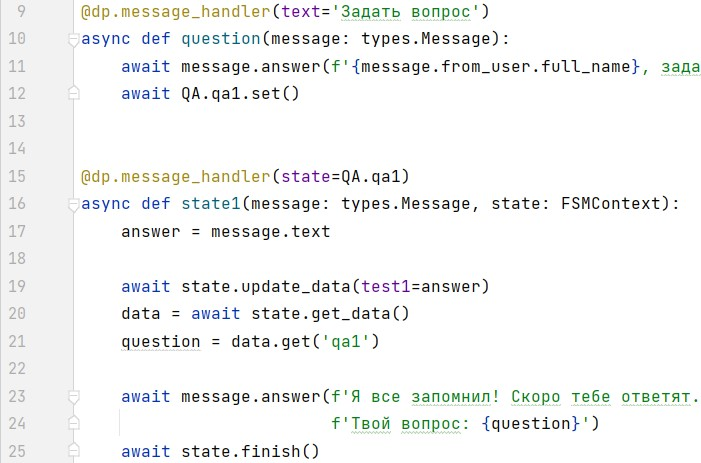 9 @dp.message_handler(text='Задать вопрос')
10 async def question(message: types.Message):
11     await message.answer(f'{message.from_user.full_name}, зада
12     await QA.qa1.set()
13
14
15 @dp.message_handler(state=QA.qa1)
16 async def state1(message: types.Message, state: FSMContext):
17     answer = message.text
18
19     await state.update_data(test1=answer)
20     data = await state.get_data()
21     question = data.get('qa1')
22
23     await message.answer(f'Я все запомнил! Скоро тебе ответят.
24                          f'Твой вопрос: {question}')
25     await state.finish()